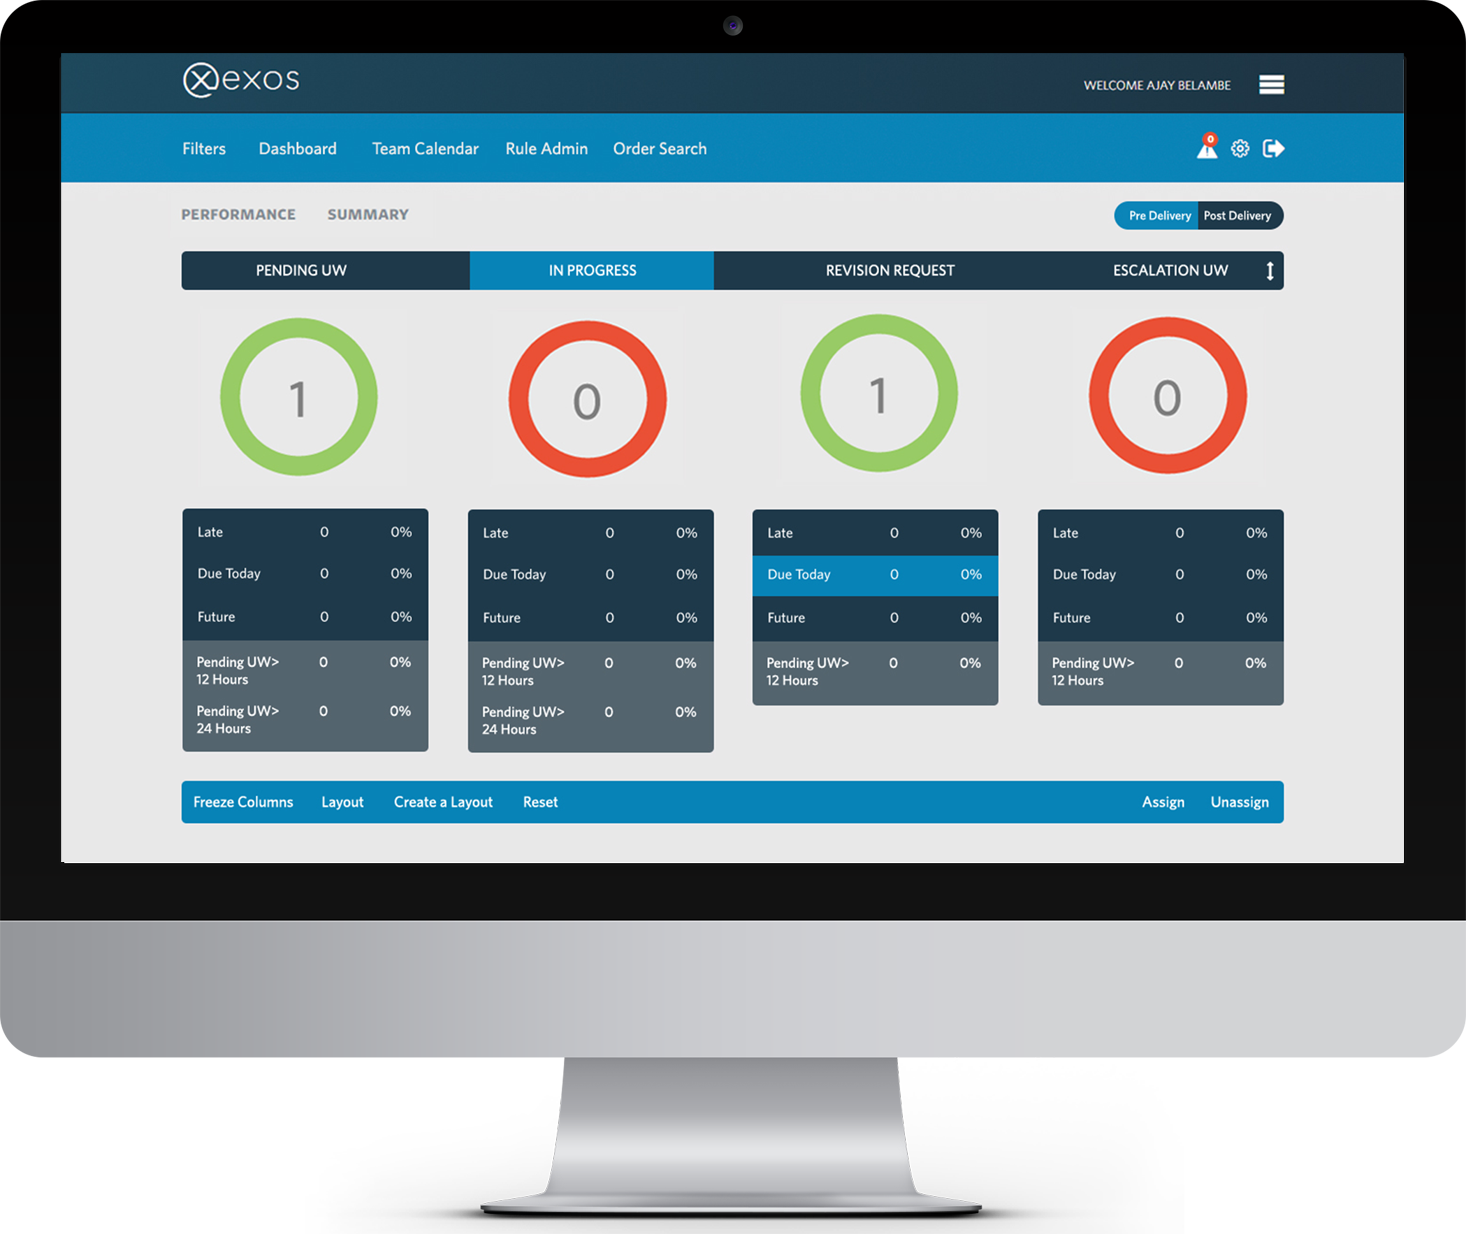 exos
WELCOME AJAY BELAMBE
Filters Dashboard Team Calendar Rule Admin Order Search
0
PERFORMANCE SUMMARY
Pre Delivery Post Delivery
PENDING UW IN PROGRESS REVISION REQUEST ESCALATION UW
1 0 1 0
Late 0 0% Late 0 0% Late 0 0% Late 0 0%
Due Today 0 0% Due Today 0 0% Due Today 0 0% Due Today 0 0%
Future 0 0% Future 0 0% Future 0 0% Future 0 0%
Pending UW> 0 0% Pending UW> 0 0% Pending UW> 0 0% Pending UW> 0 0%
12 Hours 12 Hours 12 Hours 12 Hours
Pending UW> 0 0% Pending UW> 0 0%
24 Hours 24 Hours
Freeze Columns Layout Create a Layout Reset Assign Unassign